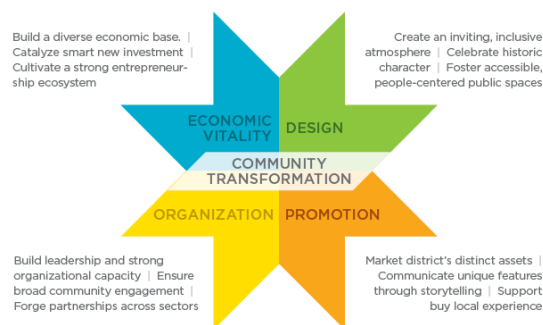 Build a diverse economic base. |
Catalyze smart new investment |
Cultivate a strong entrepreneur-
ship ecosystem
Create an inviting, inclusive
atmosphere | Celebrate historic
character | Foster accessible,
people-centered public spaces
ECONOMIC
VITALITY
DESIGN
COMMUNITY
TRANSFORMATION
ORGANIZATION
PROMOTION
Build leadership and strong
organizational capacity | Ensure
broad community engagement |
Forge partnerships across sectors
Market district's distinct assets |
Communicate unique features
through storytelling | Support
buy local experience